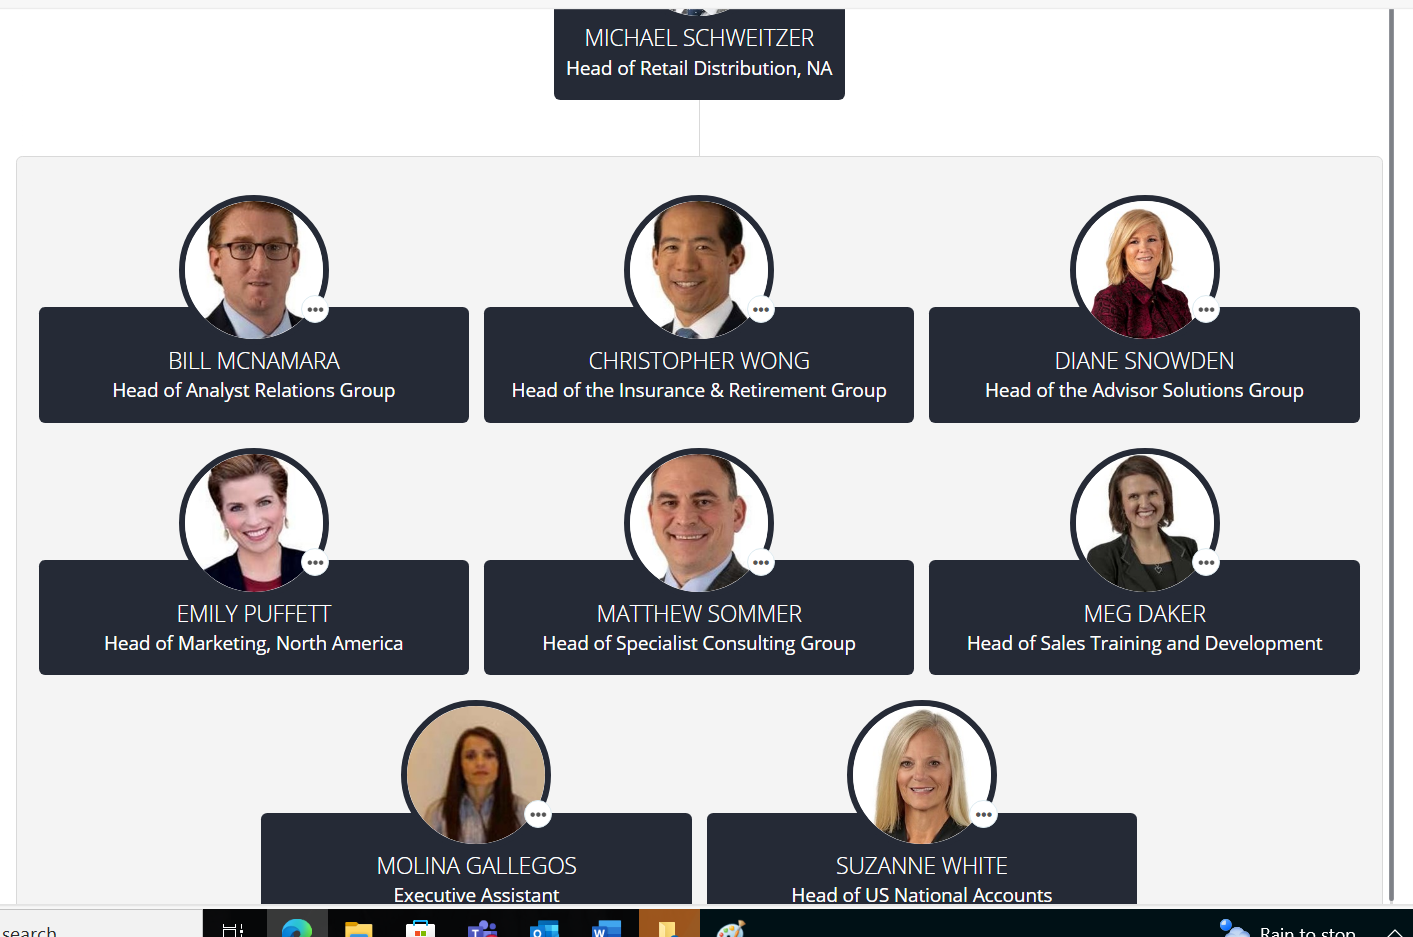 MICHAEL SCHWEITZER
Head of Retail Distribution, NA
BILL MCNAMARA
Head of Analyst Relations Group
CHRISTOPHER WONG
Head of the Insurance & Retirement Group
DIANE SNOWDEN
Head of the Advisor Solutions Group
EMILY PUFFETT
Head of Marketing, North America
MATTHEW SOMMER
Head of Specialist Consulting Group
MEG DAKER
Head of Sales Training and Development
MOLINA GALLEGOS
Executive Assistant
SUZANNE WHITE
Head of US National Accounts
search
Rain to stop